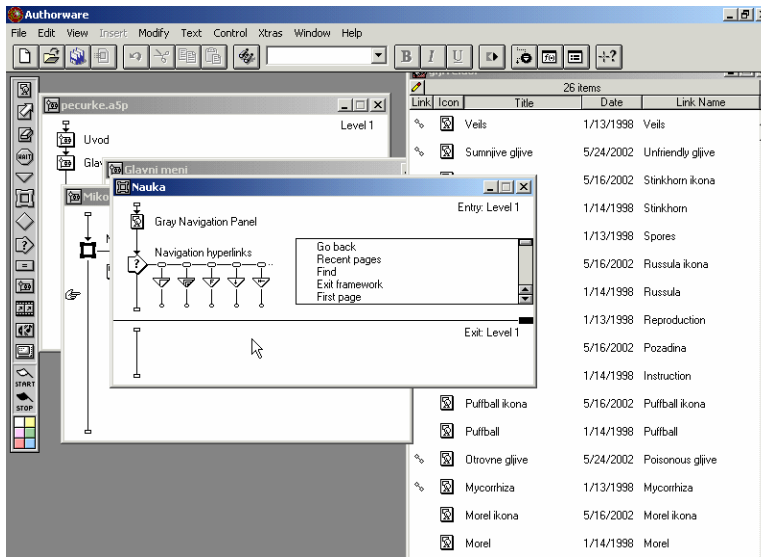 Authorware
File Edit View Insert Modify Text Control Xtras Window Help
B I U
26 items
Link Icon Title Date Link Name
pecurke.a5p
Level 1
Uvod
Glavni meni
Nauka
Entry: Level 1
Gray Navigation Panel
Navigation hyperlinks
Go back
Recent pages
Find
Exit framework
First page
Exit: Level 1
WAIT
START
STOP
Veils 1/13/1998 Veils
Sumnjive gljive 5/24/2002 Unfriendly gljive
5/16/2002 Stinkhorn ikona
1/14/1998 Stinkhorn
1/13/1998 Spores
5/16/2002 Russula ikona
1/14/1998 Russula
1/13/1998 Reproduction
5/16/2002 Pozadina
1/14/1998 Instruction
Puffball ikona 5/16/2002 Puffball ikona
Puffball 1/14/1998 Puffball
Otrovne gljive 5/24/2002 Poisonous gljive
Mycorrhiza 1/13/1998 Mycorrhiza
Morel ikona 5/16/2002 Morel ikona
Morel 1/14/1998 Morel